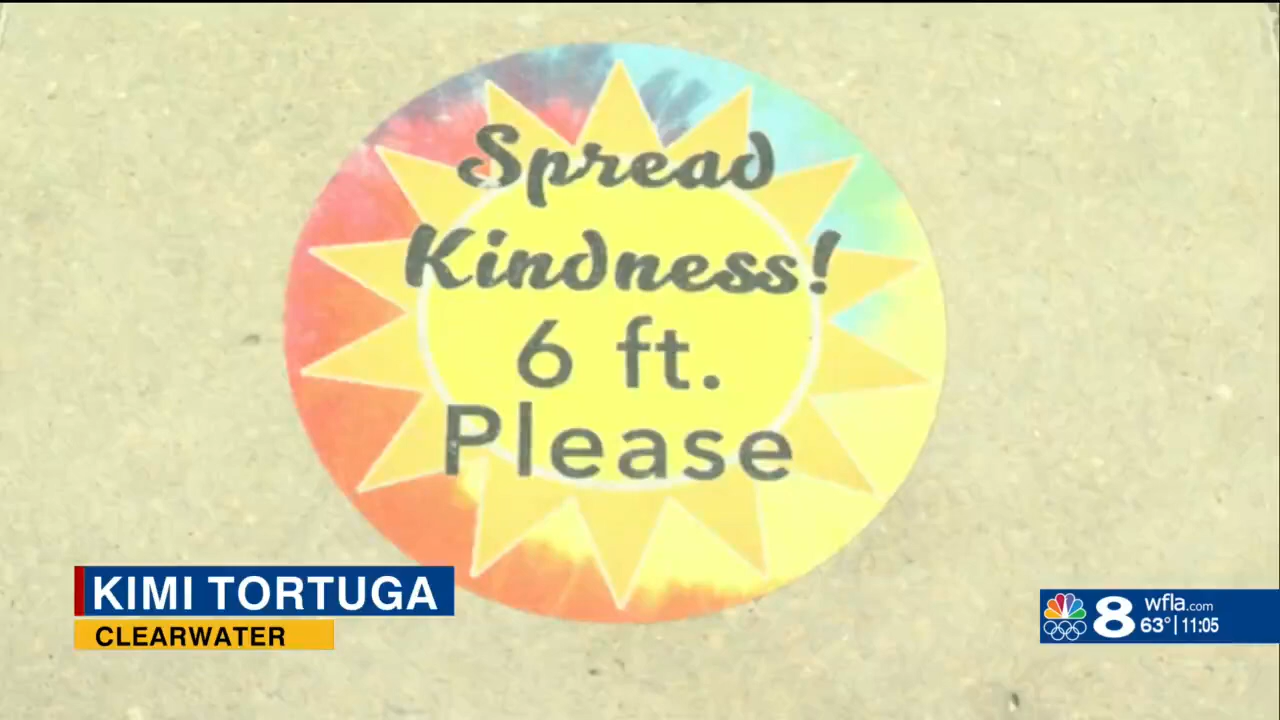 Spread
Kindness!
6 ft.
Please
KIMI TORTUGA
CLEARWATER
8
wfla.com
63° | 11:05